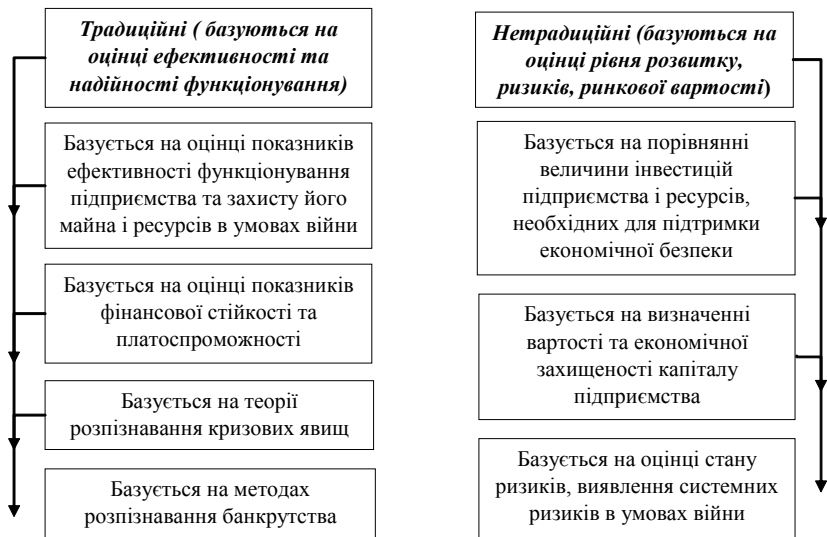 Традиційні ( базуються на
оцінці ефективності та
надійності функціонування)
Базується на оцінці показників
ефективності функціонування
підприємства та захисту його
майна і ресурсів в умовах війни
Базується на оцінці показників
фінансової стійкості та
платоспроможності
Базується на теорії
розпізнавання кризових явищ
Базується на методах
розпізнавання банкрутства
Нетрадиційні (базуються на
оцінці рівня розвитку,
ризиків, ринкової вартості)
Базується на порівнянні
величини інвестицій
підприємства і ресурсів,
необхідних для підтримки
економічної безпеки
Базується на визначенні
вартості та економічної
захищеності капіталу
підприємства
Базується на оцінці стану
ризиків, виявлення системних
ризиків в умовах війни